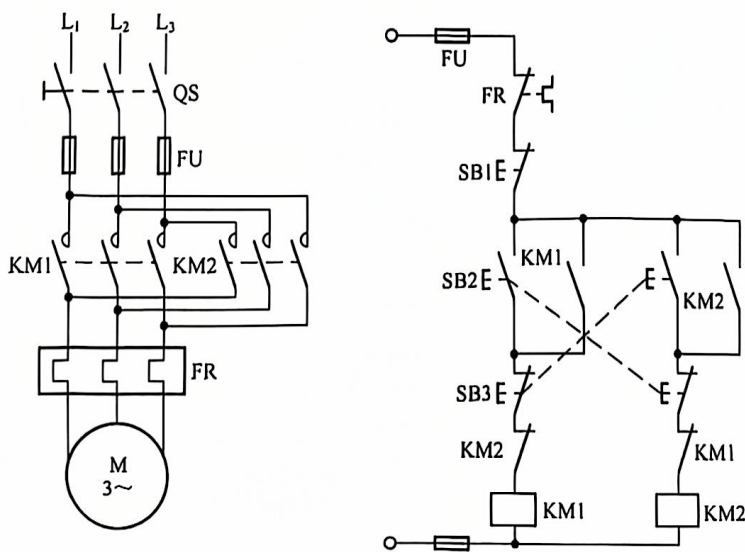 L₁ L₂ L₃
QS
FU
KM1 KM2
FR
M
3～
FU
FR
SB1
KM1
SB2
KM2
SB3
KM2 KM1
KM1 KM2